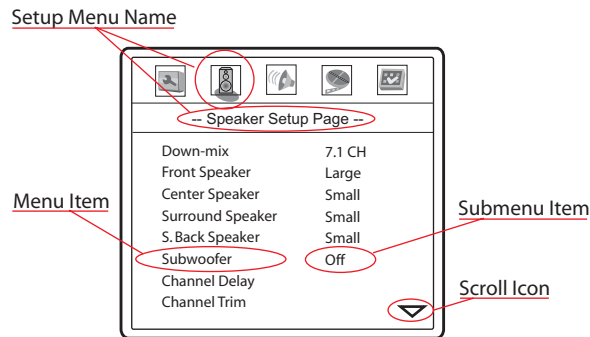 Setup Menu Name
-- Speaker Setup Page --
Down-mix 7.1 CH
Front Speaker Large
Center Speaker Small
Surround Speaker Small
S. Back Speaker Small
Subwoofer Off
Channel Delay
Channel Trim
Menu Item
Submenu Item
Scroll Icon